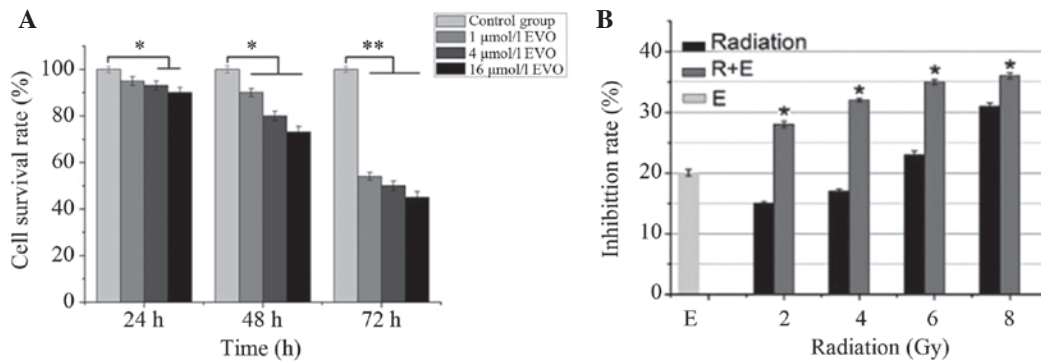 A
Cell survival rate (%)
100
80
60
40
20
0
*
*
**
Control group
1 μmol/l EVO
4 μmol/l EVO
16 μmol/l EVO
24 h
48 h
72 h
Time (h)
B
Inhibittion rate (%)
40
30
20
10
0
Radiation
R+E
E
*
*
*
*
E
2
4
6
8
Radiation (Gy)